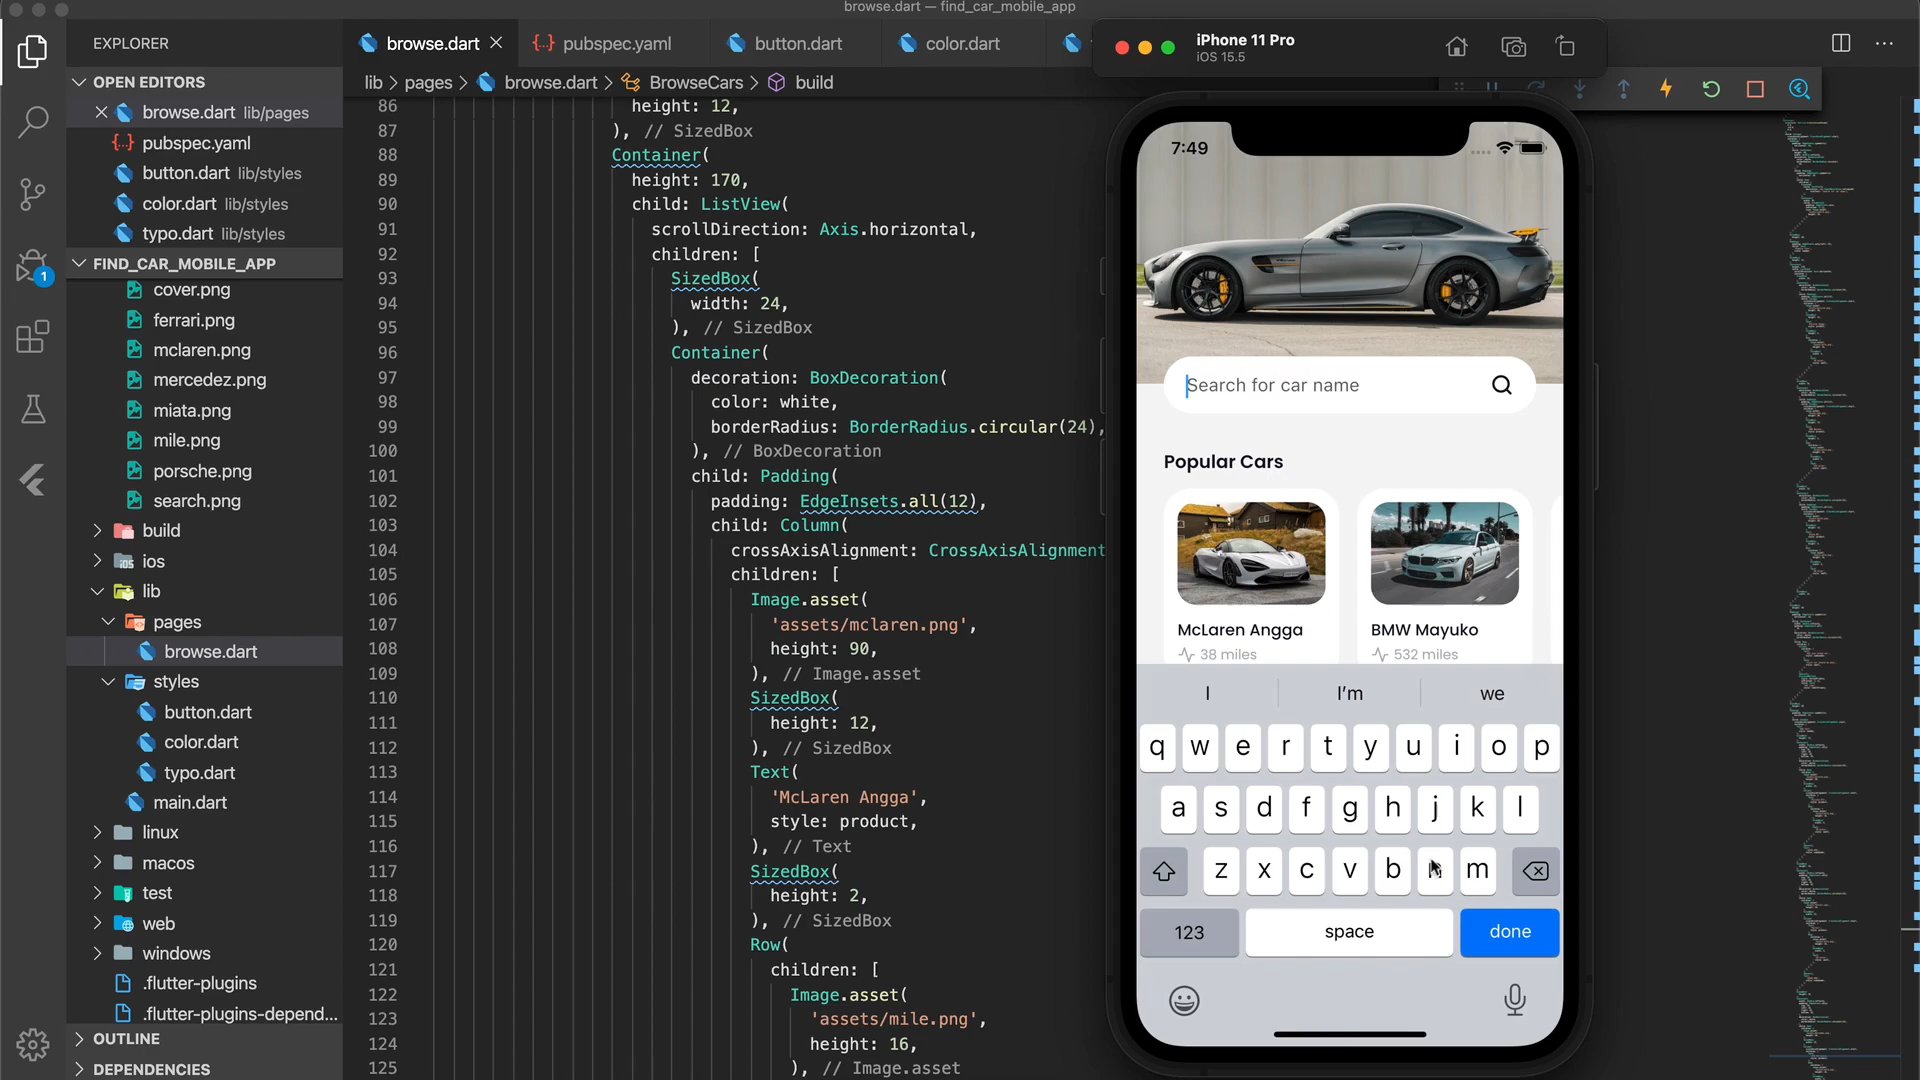 browse.dart — find_car_mobile_app
EXPLORER
OPEN EDITORS
browse.dart lib/pages
pubspec.yaml
button.dart lib/styles
color.dart lib/styles
typo.dart lib/styles
1
FIND_CAR_MOBILE_APP
cover.png
ferrari.png
mclaren.png
mercedez.png
miata.png
mile.png
porsche.png
search.png
build
ios
lib
pages
browse.dart
styles
button.dart
color.dart
typo.dart
main.dart
linux
macos
test
web
windows
.flutter-plugins
.flutter-plugins-depend...
OUTLINE
DEPENDENCIES
browse.dart
pubspec.yaml
button.dart
color.dart
lib > pages > browse.dart > BrowseCars > build
86 height: 12,
87 ), // SizedBox
88 Container(
89 height: 170,
90 child: ListView(
91 scrollDirection: Axis.horizontal,
92 children: [
93 SizedBox(
94 width: 24,
95 ), // SizedBox
96 Container(
97 decoration: BoxDecoration(
98 color: white,
99 borderRadius: BorderRadius.circular(24),
100 ), // BoxDecoration
101 child: Padding(
102 padding: EdgeInsets.all(12),
103 child: Column(
104 crossAxisAlignment: CrossAxisAlignment
105 children: [
106 Image.asset(
107 'assets/mclaren.png',
108 height: 90,
109 ), // Image.asset
110 SizedBox(
111 height: 12,
112 ), // SizedBox
113 Text(
114 'McLaren Angga',
115 style: product,
116 ), // Text
117 SizedBox(
118 height: 2,
119 ), // SizedBox
120 Row(
121 children: [
122 Image.asset(
123 'assets/mile.png',
124 height: 16,
125 ), // Image.asset
iPhone 11 Pro
iOS 15.5
7:49
Search for car name
Popular Cars
McLaren Angga
38 miles
BMW Mayuko
532 miles
I I'm we
q w e r t y u i o p
a s d f g h j k l
z x c v b n m
123 space done